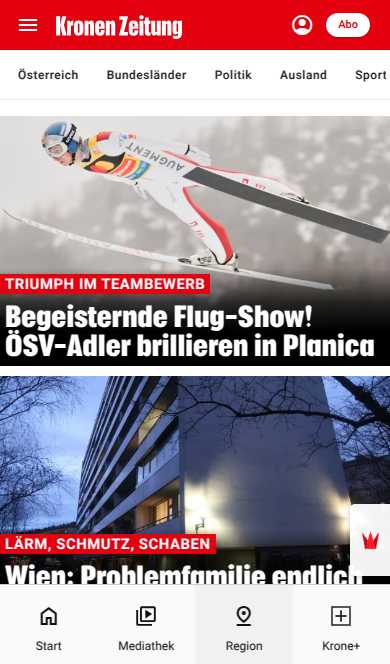 Kronen Zeitung
Abo
Österreich Bundesländer Politik Ausland Sport
AUGMENT
TRIUMPH IM TEAMBEWERB
Begeisternde Flug-Show!
ÖSV-Adler brillieren in Planica
LÄRM, SCHMUTZ, SCHABEN
Wien: Problemfamilie endlich
Start Mediathek Region Krone+